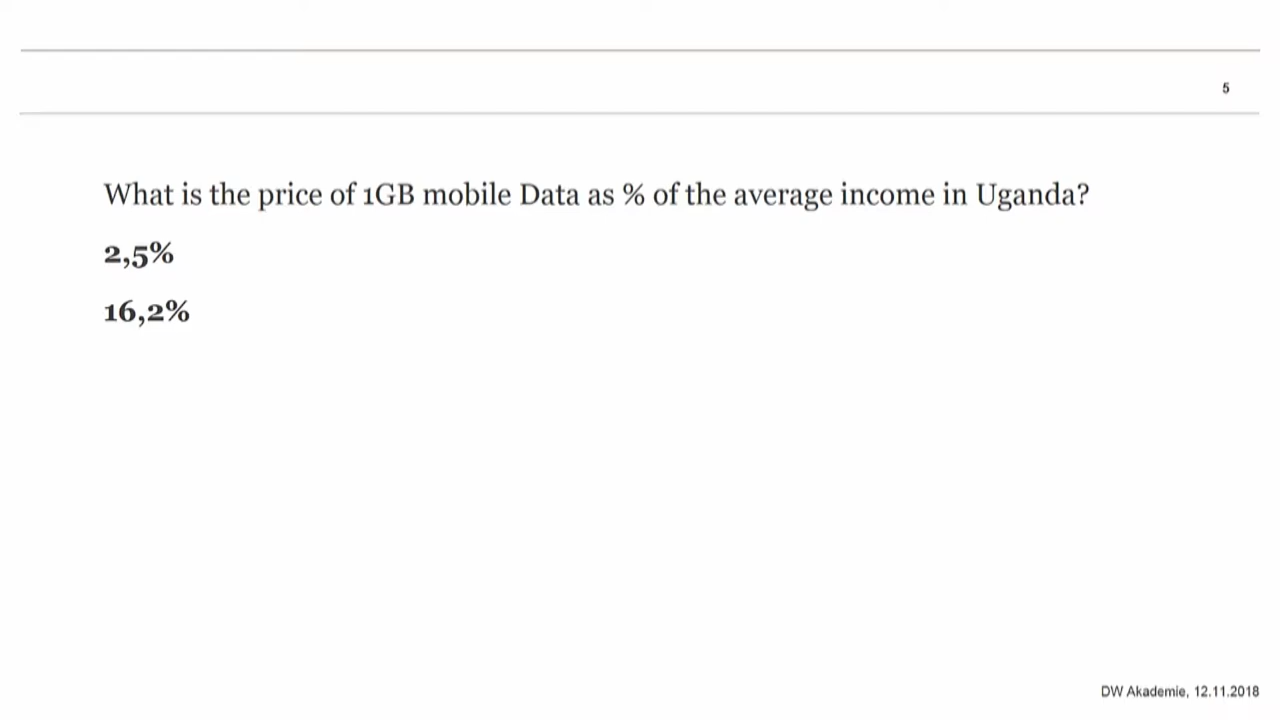 5
What is the price of 1GB mobile Data as % of the average income in Uganda?
2,5%
16,2%
DW Akademie, 12.11.2018